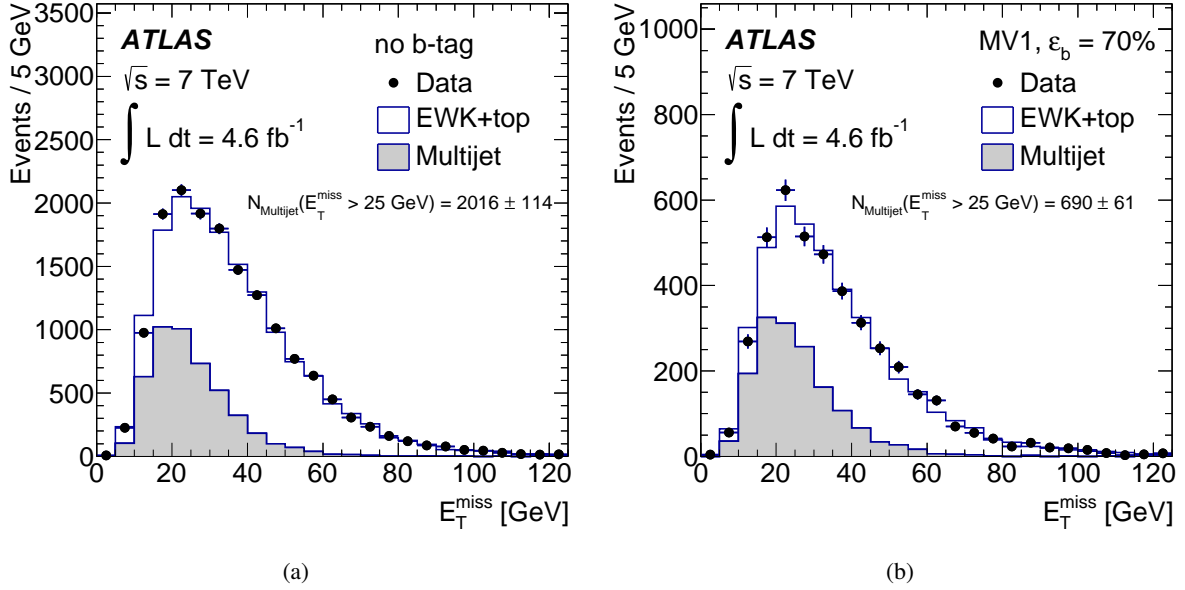 Events / 5 GeV
3500
3000
2500
2000
1500
1000
500
0
ATLAS
no b-tag
√s = 7 TeV
∫ L dt = 4.6 fb⁻¹
Data
EWK+top
Multijet
N_Multijet(E_T^miss > 25 GeV) = 2016 ± 114
0 20 40 60 80 100 120
E_T^miss [GeV]
(a)
Events / 5 GeV
1000
800
600
400
200
0
ATLAS
MV1, ε_b = 70%
√s = 7 TeV
∫ L dt = 4.6 fb⁻¹
Data
EWK+top
Multijet
N_Multijet(E_T^miss > 25 GeV) = 690 ± 61
0 20 40 60 80 100 120
E_T^miss [GeV]
(b)